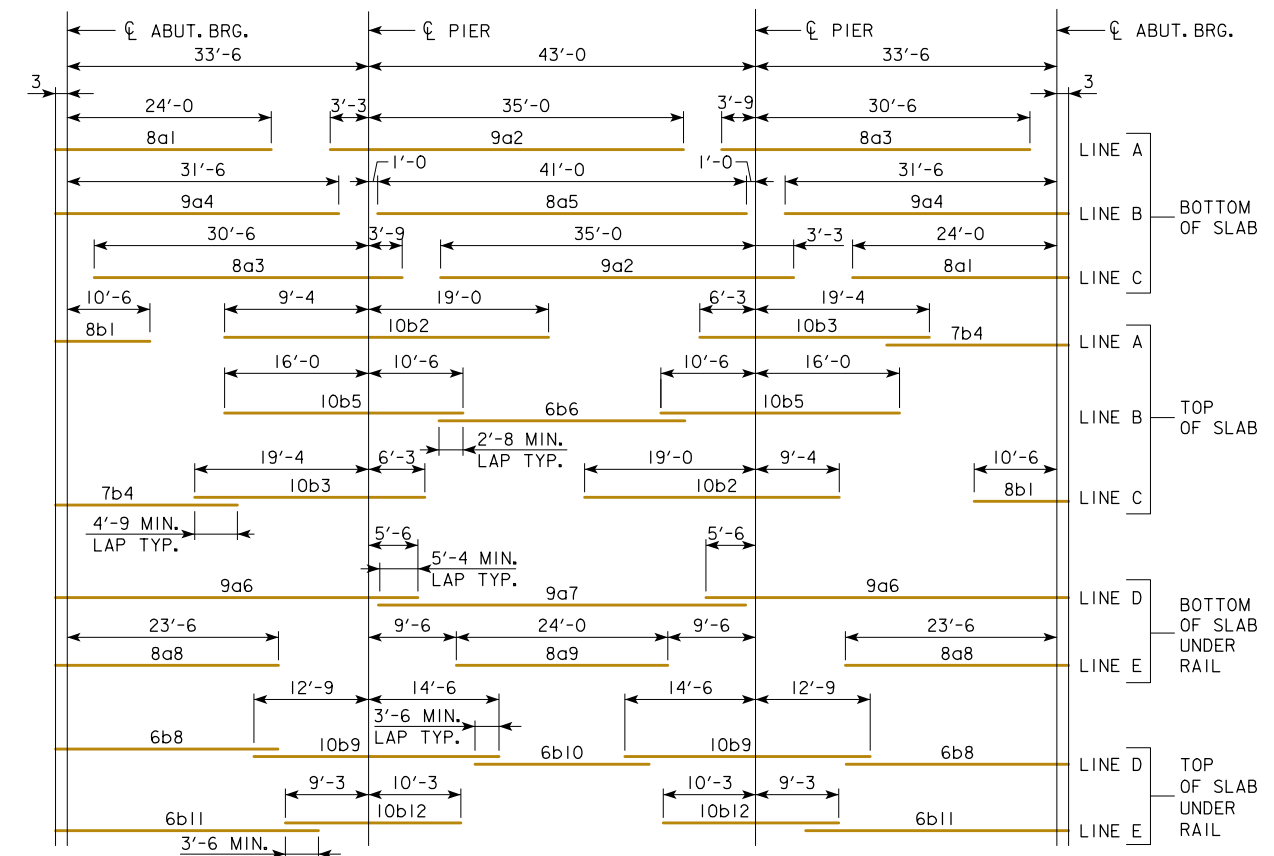 ℄ ABUT. BRG. ℄ PIER ℄ PIER ℄ ABUT. BRG.
33'-6 43'-0 33'-6
3 3
24'-0 3'-3 35'-0 3'-9 30'-6
8a1 9a2 8a3 LINE A
31'-6 1'-0 41'-0 1'-0 31'-6
9a4 8a5 9a4 LINE B
BOTTOM
OF SLAB
30'-6 3'-9 35'-0 3'-3 24'-0
8a3 9a2 8a1 LINE C
10'-6 9'-4 19'-0 6'-3 19'-4
8b1 10b2 10b3 7b4 LINE A
16'-0 10'-6 10'-6 16'-0
10b5 6b6 10b5 LINE B
TOP
OF SLAB
2'-8 MIN.
LAP TYP.
19'-4 6'-3 19'-0 9'-4 10'-6
7b4 10b3 10b2 8b1 LINE C
4'-9 MIN.
LAP TYP.
5'-6 5'-6
5'-4 MIN.
LAP TYP.
9a6 9a7 9a6 LINE D
BOTTOM
OF SLAB
UNDER
RAIL
23'-6 9'-6 24'-0 9'-6 23'-6
8a8 8a9 8a8 LINE E
12'-9 14'-6 14'-6 12'-9
3'-6 MIN.
LAP TYP.
6b8 10b9 6b10 10b9 6b8 LINE D
TOP
OF SLAB
UNDER
RAIL
9'-3 10'-3 10'-3 9'-3
6b11 10b12 10b12 6b11 LINE E
3'-6 MIN.